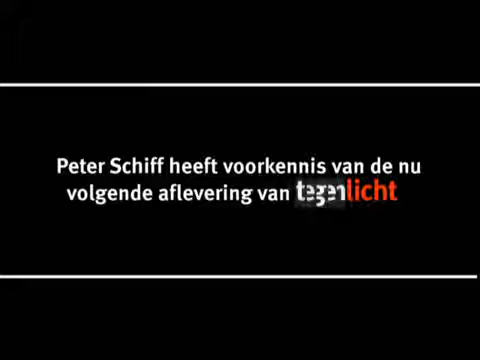 Peter Schiff heeft voorkennis van de nu
volgende aflevering van tegenlicht